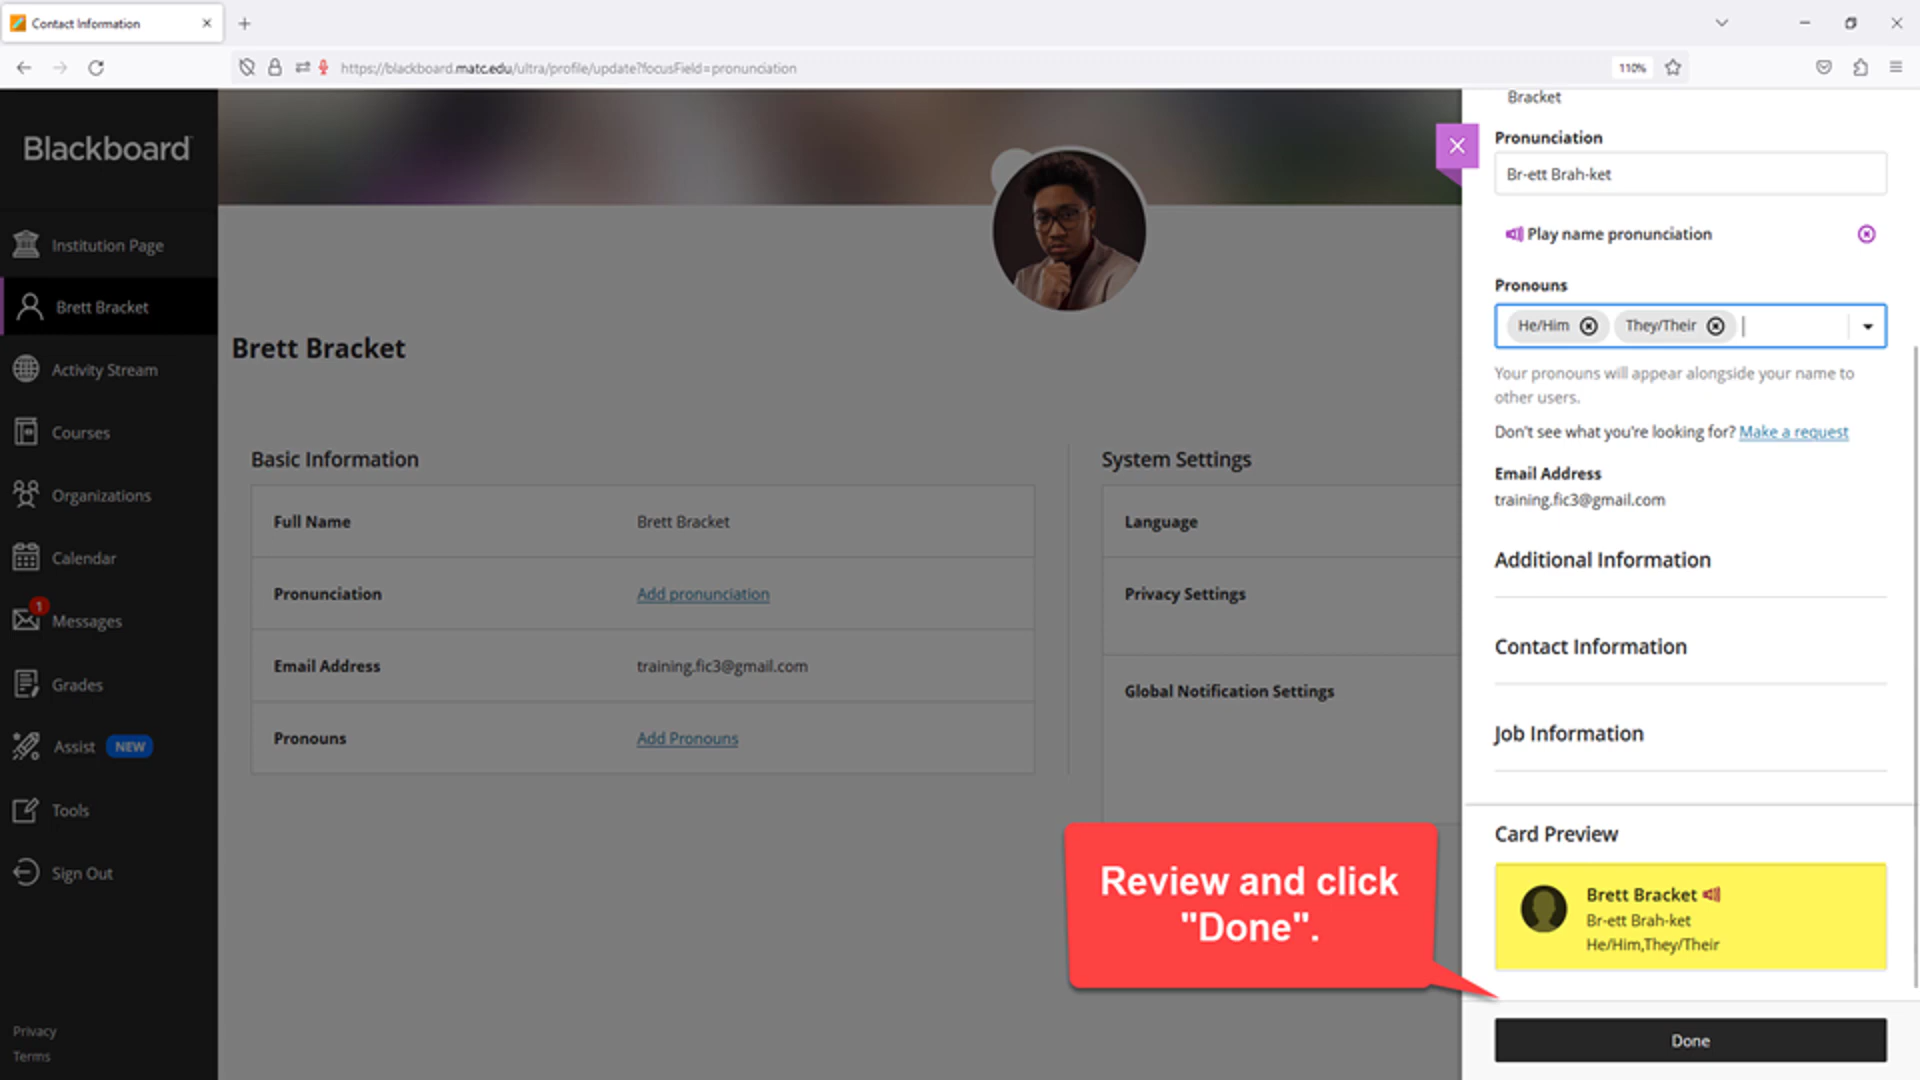 Contact Information
https://blackboard.matc.edu/ultra/profile/update?focusField=pronunciation
110%
Blackboard
Institution Page
Brett Bracket
Activity Stream
Courses
Organizations
Calendar
1
Messages
Grades
Assist NEW
Tools
Sign Out
Privacy
Terms
Brett Bracket
Basic Information
Full Name Brett Bracket
Pronunciation Add pronunciation
Email Address training.fic3@gmail.com
Pronouns Add Pronouns
System Settings
Language
Privacy Settings
Global Notification Settings
Review and click
"Done".
Bracket
Pronunciation
Br-ett Brah-ket
Play name pronunciation
Pronouns
He/Him They/Their
Your pronouns will appear alongside your name to
other users.
Don't see what you're looking for? Make a request
Email Address
training.fic3@gmail.com
Additional Information
Contact Information
Job Information
Card Preview
Brett Bracket
Br-ett Brah-ket
He/Him,They/Their
Done